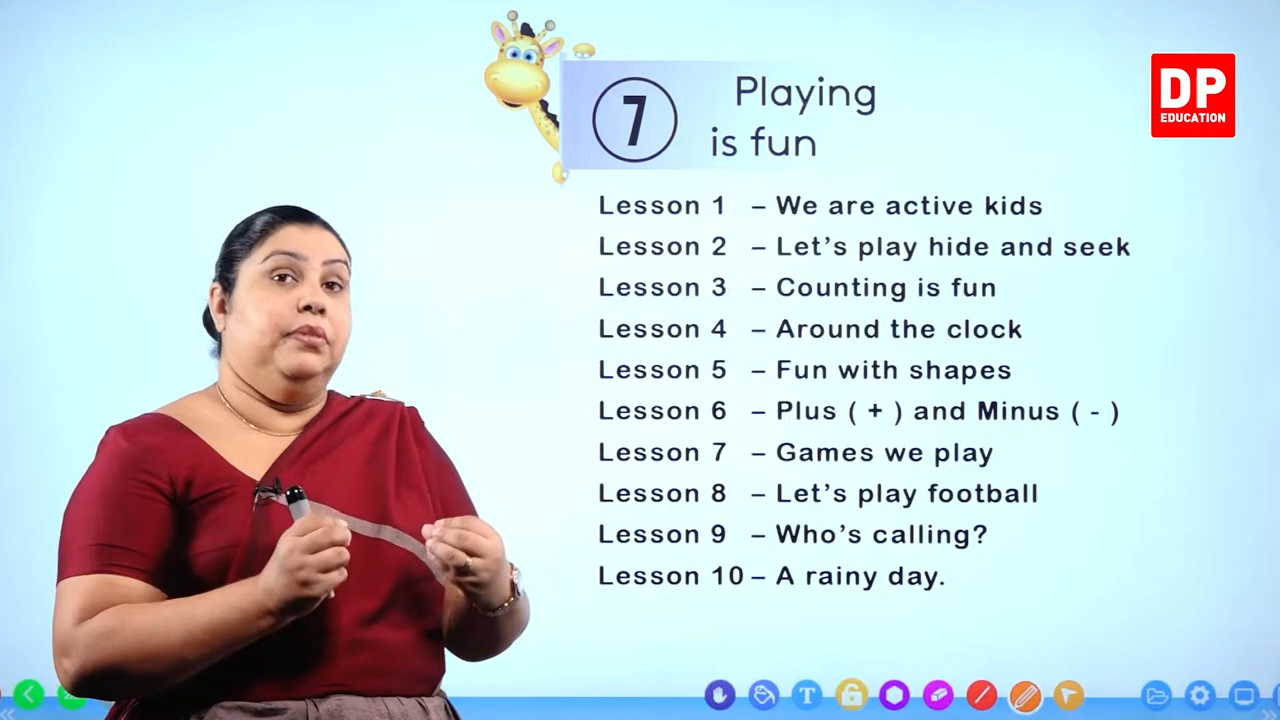 7
Playing
is fun
DP
EDUCATION
Lesson 1 – We are active kids
Lesson 2 – Let's play hide and seek
Lesson 3 – Counting is fun
Lesson 4 – Around the clock
Lesson 5 – Fun with shapes
Lesson 6 – Plus ( + ) and Minus ( - )
Lesson 7 – Games we play
Lesson 8 – Let's play football
Lesson 9 – Who's calling?
Lesson 10 – A rainy day.
T